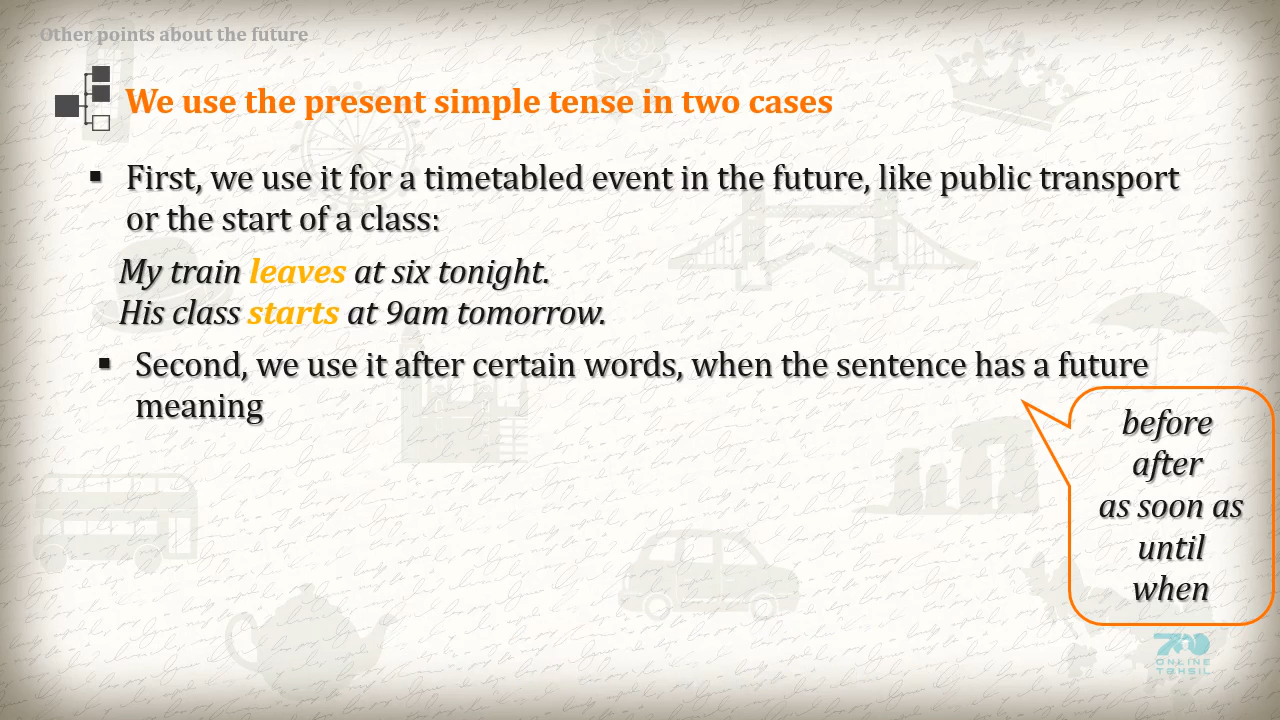 Other points about the future
We use the present simple tense in two cases
▪ First, we use it for a timetabled event in the future, like public transport
or the start of a class:
My train leaves at six tonight.
His class starts at 9am tomorrow.
▪ Second, we use it after certain words, when the sentence has a future
meaning
before
after
as soon as
until
when
ONLINE
TƏHSİL